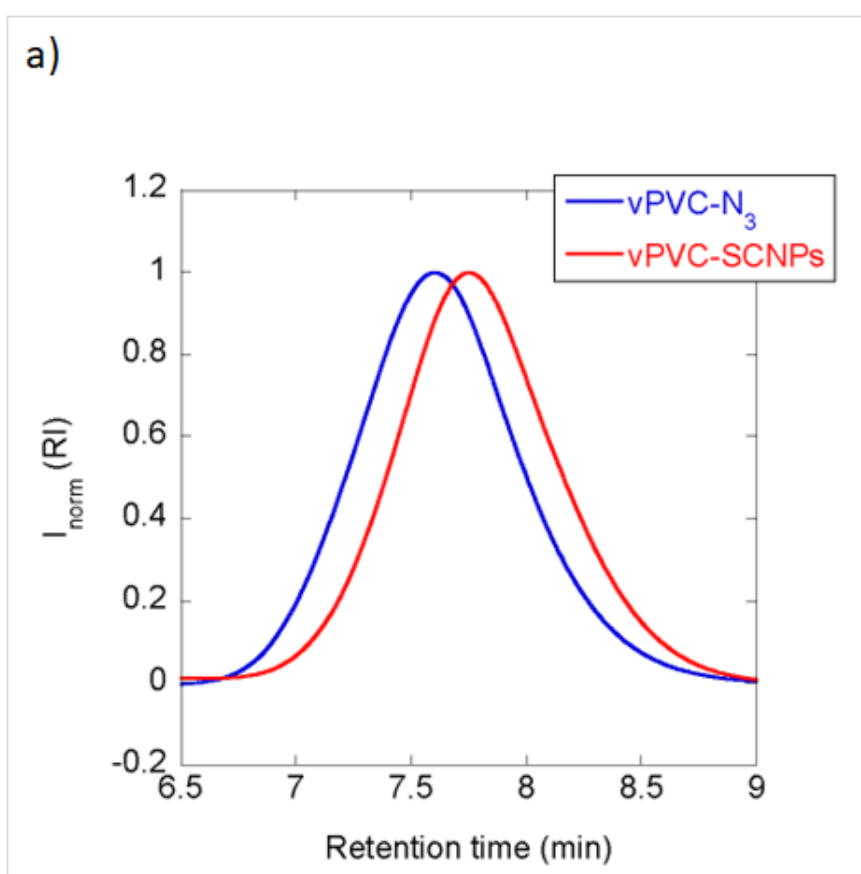 a)
1.2
vPVC-N₃
vPVC-SCNPs
1
0.8
0.6
0.4
0.2
0
-0.2
I_norm (RI)
6.5 7 7.5 8 8.5 9
Retention time (min)